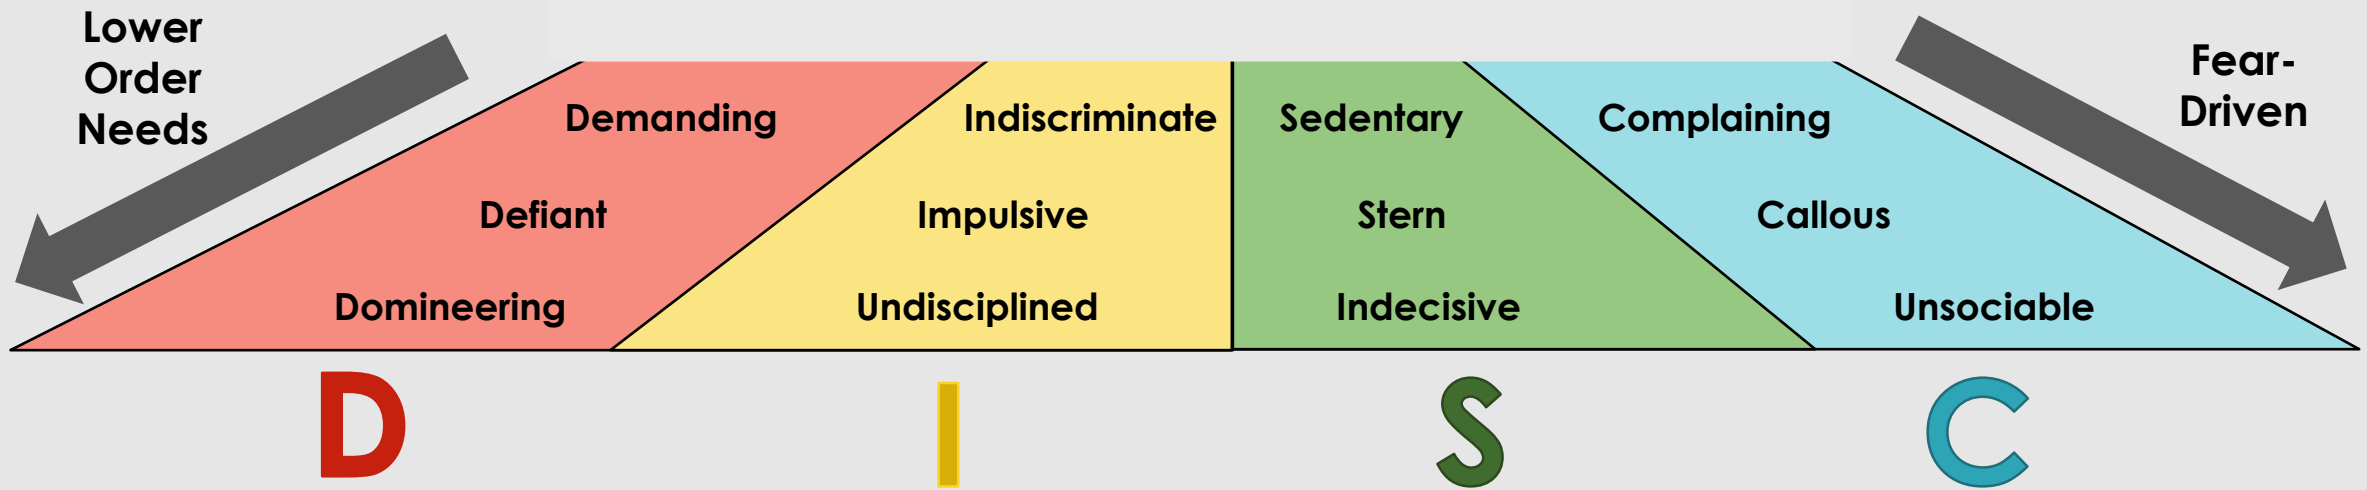 Lower
Order
Needs
Fear-
Driven
Demanding Indiscriminate Sedentary Complaining
Defiant Impulsive Stern Callous
Domineering Undisciplined Indecisive Unsociable
D I S C